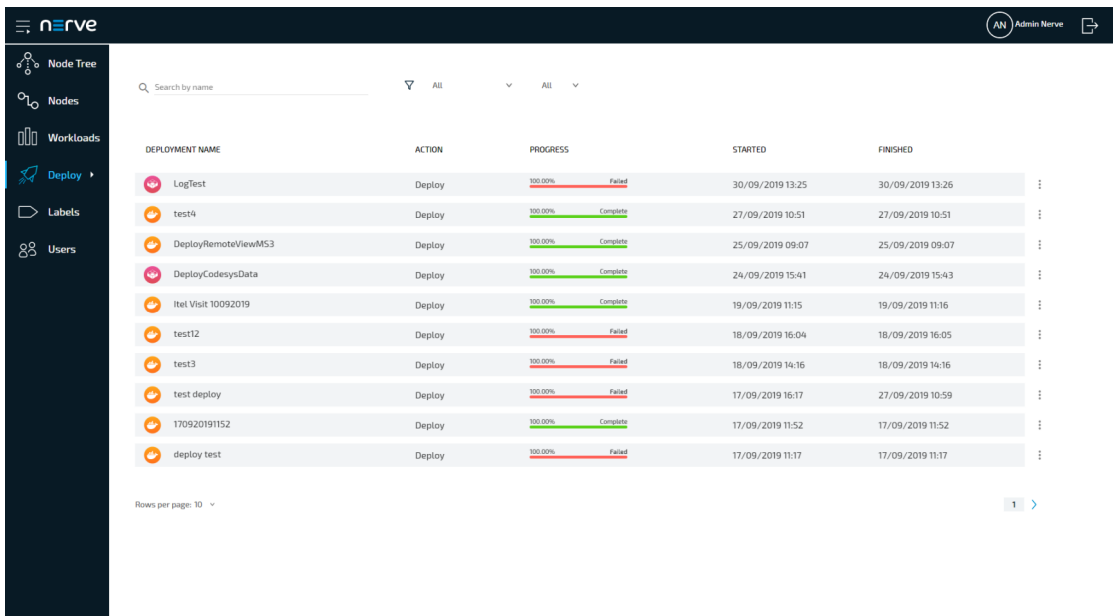 nerve
AN Admin Nerve
Node Tree
Nodes
Workloads
Deploy
Labels
Users
Search by name
All All
DEPLOYMENT NAME ACTION PROGRESS STARTED FINISHED
LogTest Deploy 100.00% Failed 30/09/2019 13:25 30/09/2019 13:26
test4 Deploy 100.00% Complete 27/09/2019 10:51 27/09/2019 10:51
DeployRemoteViewMS3 Deploy 100.00% Complete 25/09/2019 09:07 25/09/2019 09:07
DeployCodesysData Deploy 100.00% Complete 24/09/2019 15:41 24/09/2019 15:43
Itel Visit 10092019 Deploy 100.00% Complete 19/09/2019 11:15 19/09/2019 11:16
test12 Deploy 100.00% Failed 18/09/2019 16:04 18/09/2019 16:05
test3 Deploy 100.00% Failed 18/09/2019 14:16 18/09/2019 14:16
test deploy Deploy 100.00% Failed 17/09/2019 16:17 27/09/2019 10:59
170920191152 Deploy 100.00% Complete 17/09/2019 11:52 17/09/2019 11:52
deploy test Deploy 100.00% Failed 17/09/2019 11:17 17/09/2019 11:17
Rows per page: 10 1